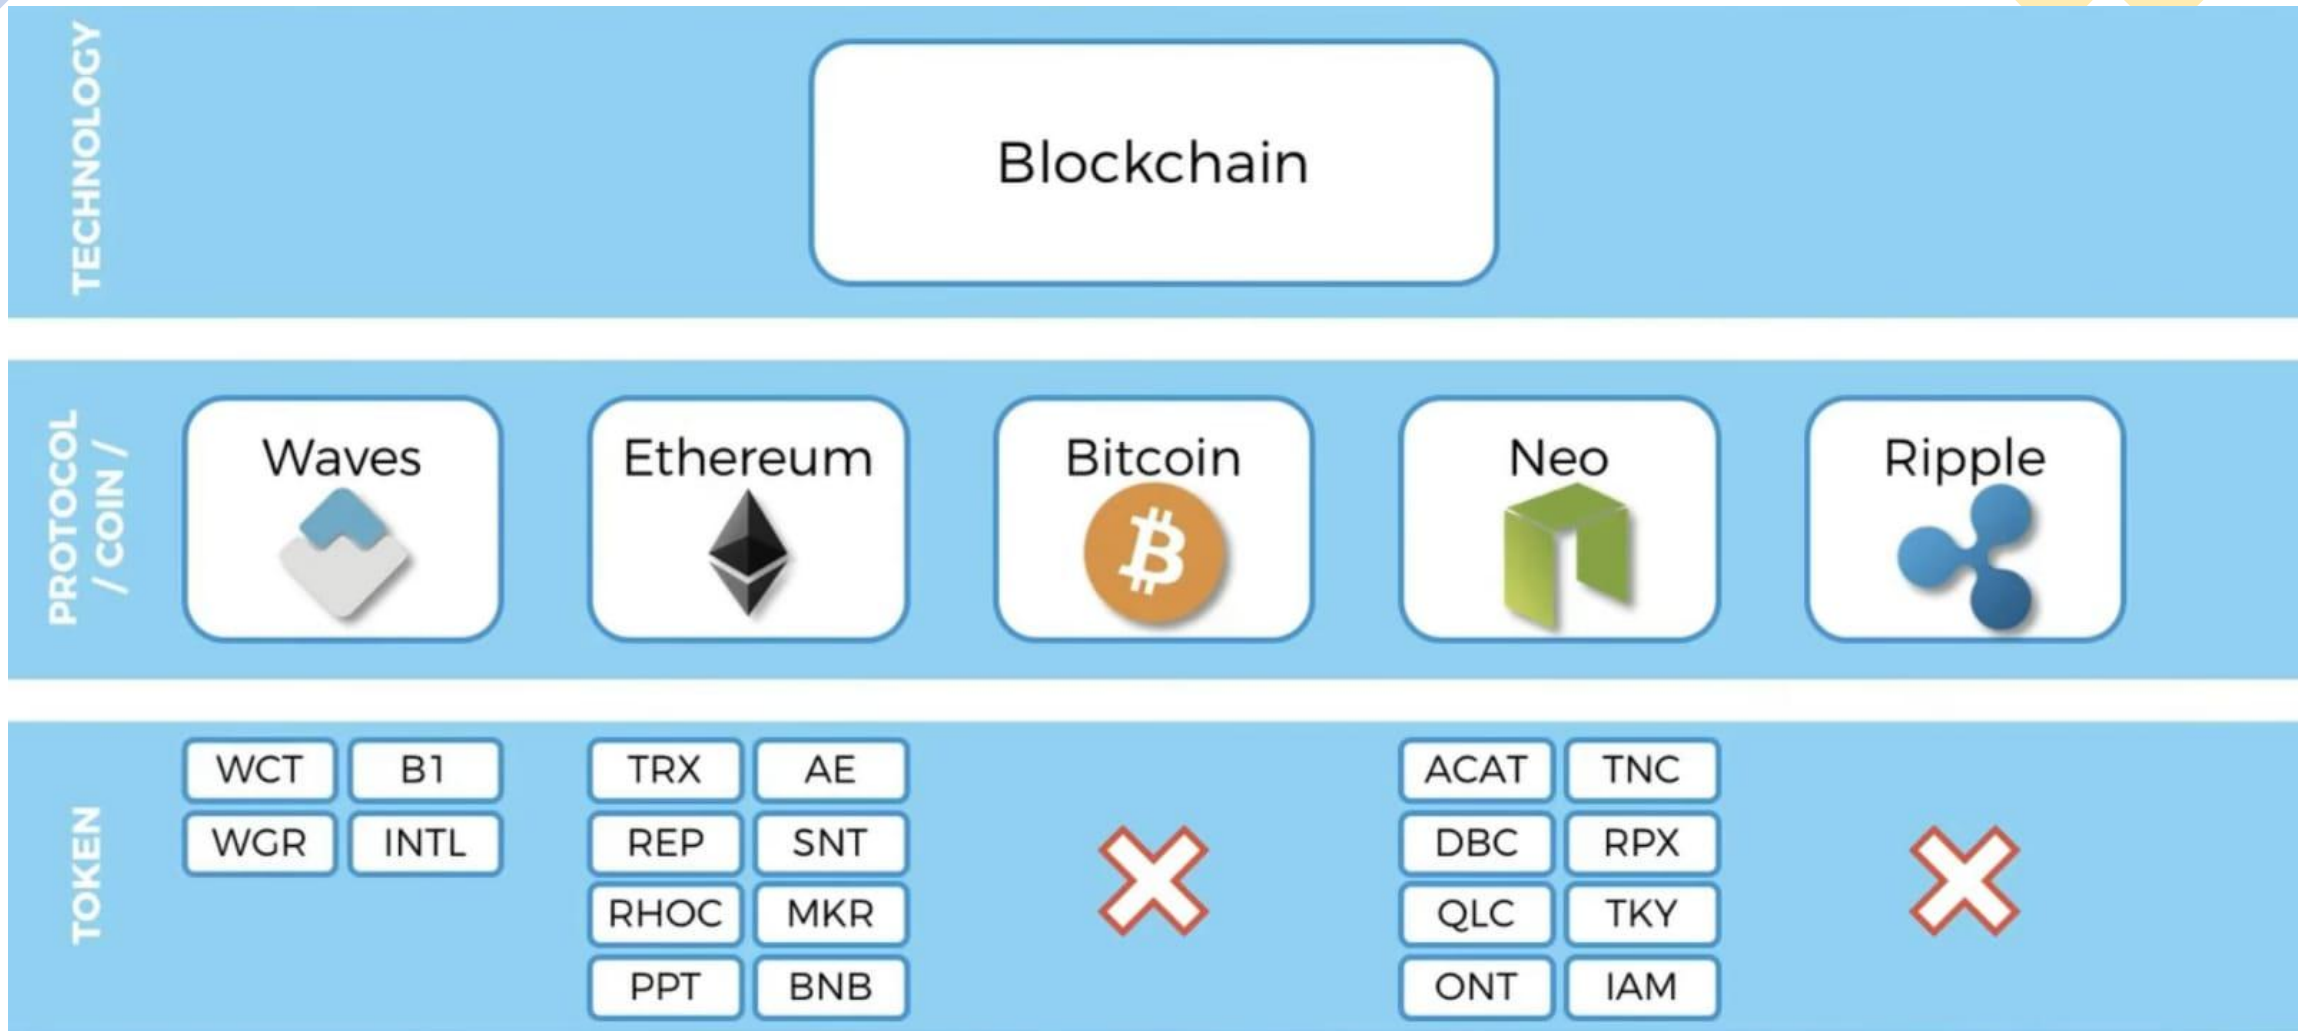 TECHNOLOGY
Blockchain
PROTOCOL
/ COIN /
Waves
Ethereum
Bitcoin
Neo
Ripple
TOKEN
WCT B1
WGR INTL
TRX AE
REP SNT
RHOC MKR
PPT BNB
ACAT TNC
DBC RPX
QLC TKY
ONT IAM